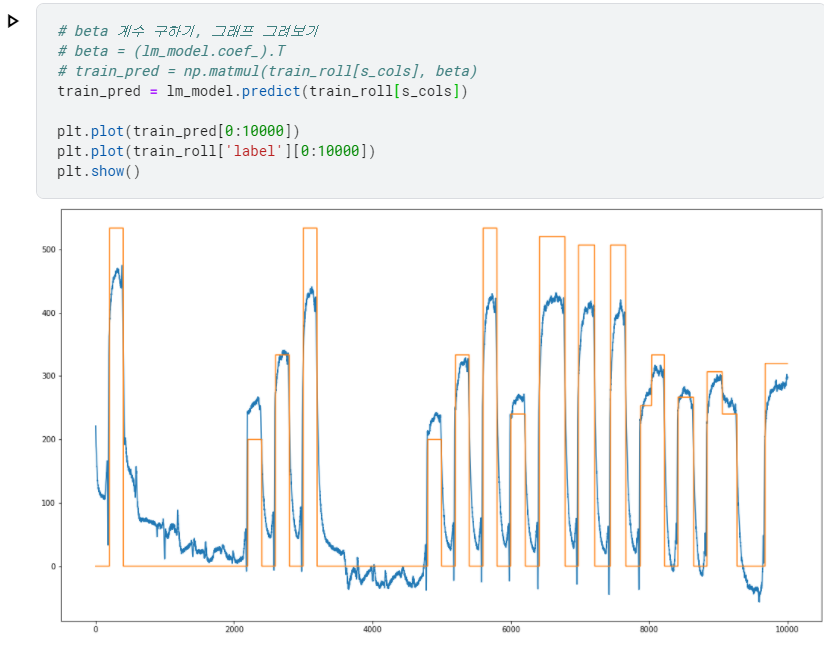 # beta 계수 구하기, 그래프 그려보기
# beta = (lm_model.coef_).T
# train_pred = np.matmul(train_roll[s_cols], beta)
train_pred = lm_model.predict(train_roll[s_cols])
plt.plot(train_pred[0:10000])
plt.plot(train_roll['label'][0:10000])
plt.show()
500
400
300
200
100
0
0 2000 4000 6000 8000 10000